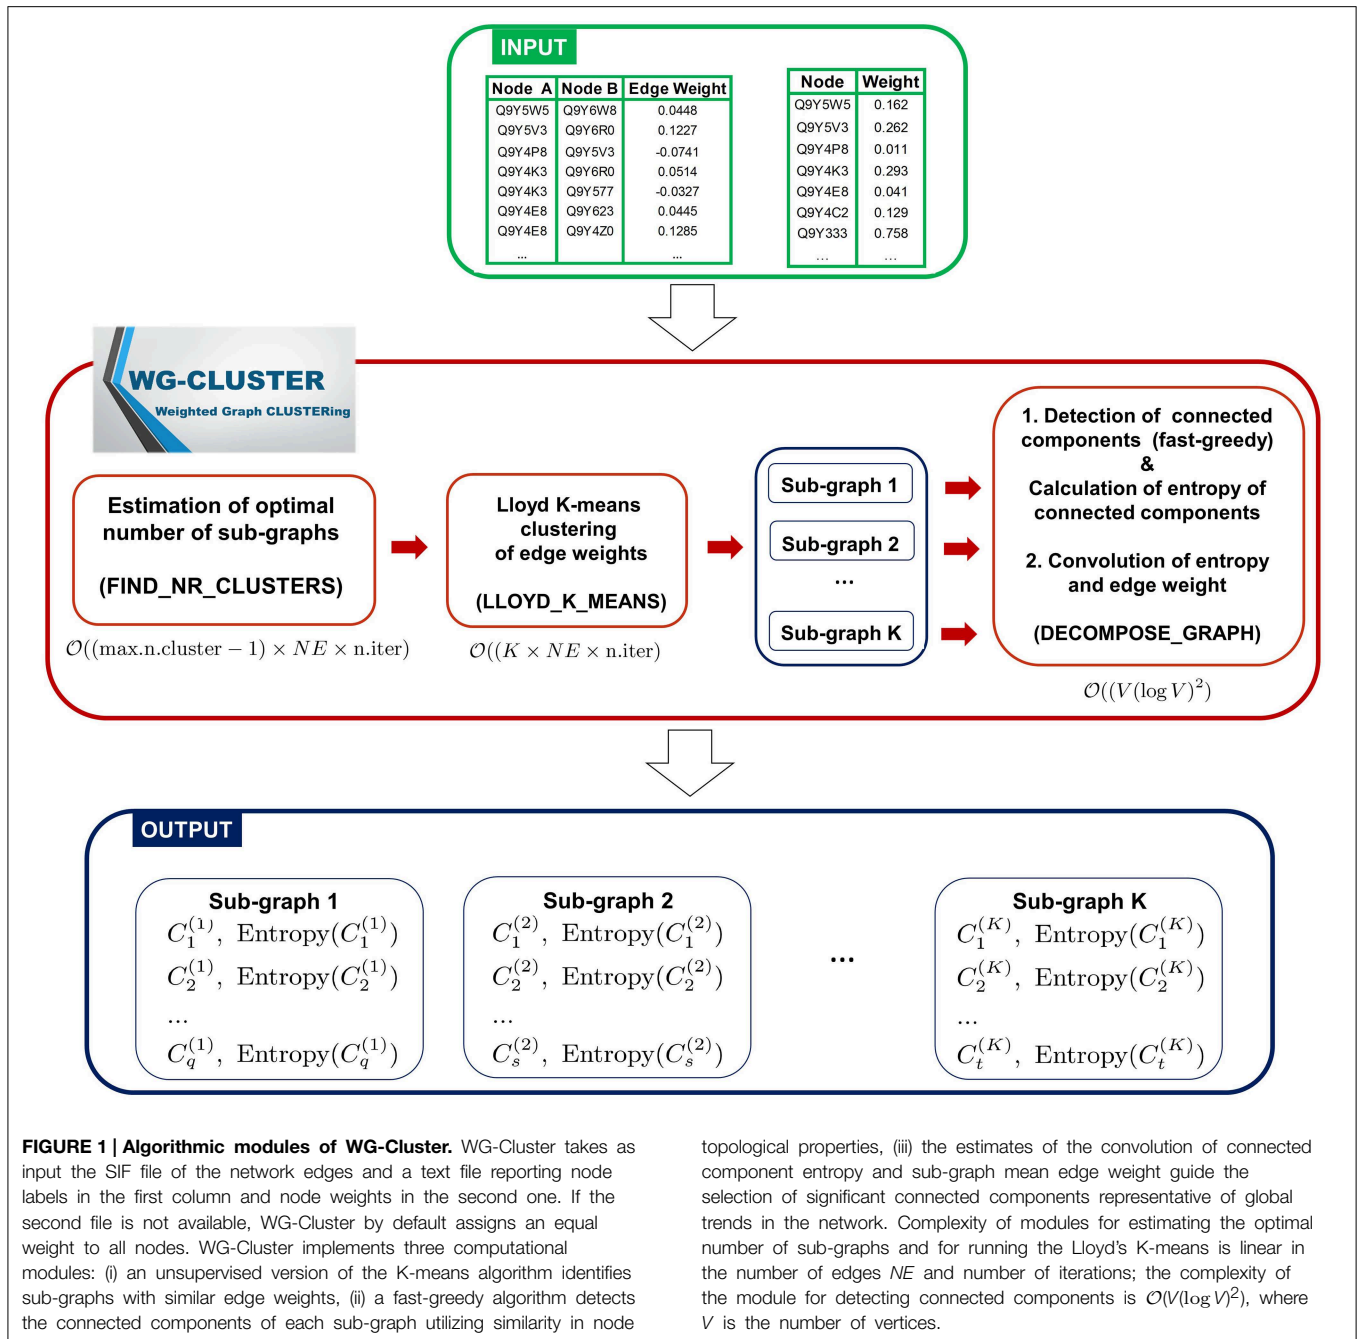 INPUT
Node A Node B Edge Weight
Q9Y5W5 Q9Y6W8 0.0448
Q9Y5V3 Q9Y6R0 0.1227
Q9Y4P8 Q9Y5V3 -0.0741
Q9Y4K3 Q9Y6R0 0.0514
Q9Y4K3 Q9Y577 -0.0327
Q9Y4E8 Q9Y623 0.0445
Q9Y4E8 Q9Y4Z0 0.1285
... ...
Node Weight
Q9Y5W5 0.162
Q9Y5V3 0.262
Q9Y4P8 0.011
Q9Y4K3 0.293
Q9Y4E8 0.041
Q9Y4C2 0.129
Q9Y333 0.758
... ...
WG-CLUSTER
Weighted Graph CLUSTERing
Estimation of optimal
number of sub-graphs
(FIND_NR_CLUSTERS)
𝒪((max.n.cluster − 1) × NE × n.iter)
Lloyd K-means
clustering
of edge weights
(LLOYD_K_MEANS)
𝒪((K × NE × n.iter)
Sub-graph 1
Sub-graph 2
...
Sub-graph K
1. Detection of connected
components (fast-greedy)
&
Calculation of entropy of
connected components
2. Convolution of entropy
and edge weight
(DECOMPOSE_GRAPH)
𝒪((V(log V)²)
OUTPUT
Sub-graph 1
C₁⁽¹⁾, Entropy(C₁⁽¹⁾)
C₂⁽¹⁾, Entropy(C₂⁽¹⁾)
...
C_q⁽¹⁾, Entropy(C_q⁽¹⁾)
Sub-graph 2
C₁⁽²⁾, Entropy(C₁⁽²⁾)
C₂⁽²⁾, Entropy(C₂⁽²⁾)
...
C_s⁽²⁾, Entropy(C_s⁽²⁾)
...
Sub-graph K
C₁⁽ᴷ⁾, Entropy(C₁⁽ᴷ⁾)
C₂⁽ᴷ⁾, Entropy(C₂⁽ᴷ⁾)
...
C_t⁽ᴷ⁾, Entropy(C_t⁽ᴷ⁾)
FIGURE 1 | Algorithmic modules of WG-Cluster. WG-Cluster takes as
input the SIF file of the network edges and a text file reporting node
labels in the first column and node weights in the second one. If the
second file is not available, WG-Cluster by default assigns an equal
weight to all nodes. WG-Cluster implements three computational
modules: (i) an unsupervised version of the K-means algorithm identifies
sub-graphs with similar edge weights, (ii) a fast-greedy algorithm detects
the connected components of each sub-graph utilizing similarity in node
topological properties, (iii) the estimates of the convolution of connected
component entropy and sub-graph mean edge weight guide the
selection of significant connected components representative of global
trends in the network. Complexity of modules for estimating the optimal
number of sub-graphs and for running the Lloyd's K-means is linear in
the number of edges NE and number of iterations; the complexity of
the module for detecting connected components is 𝒪(V(log V)²), where
V is the number of vertices.